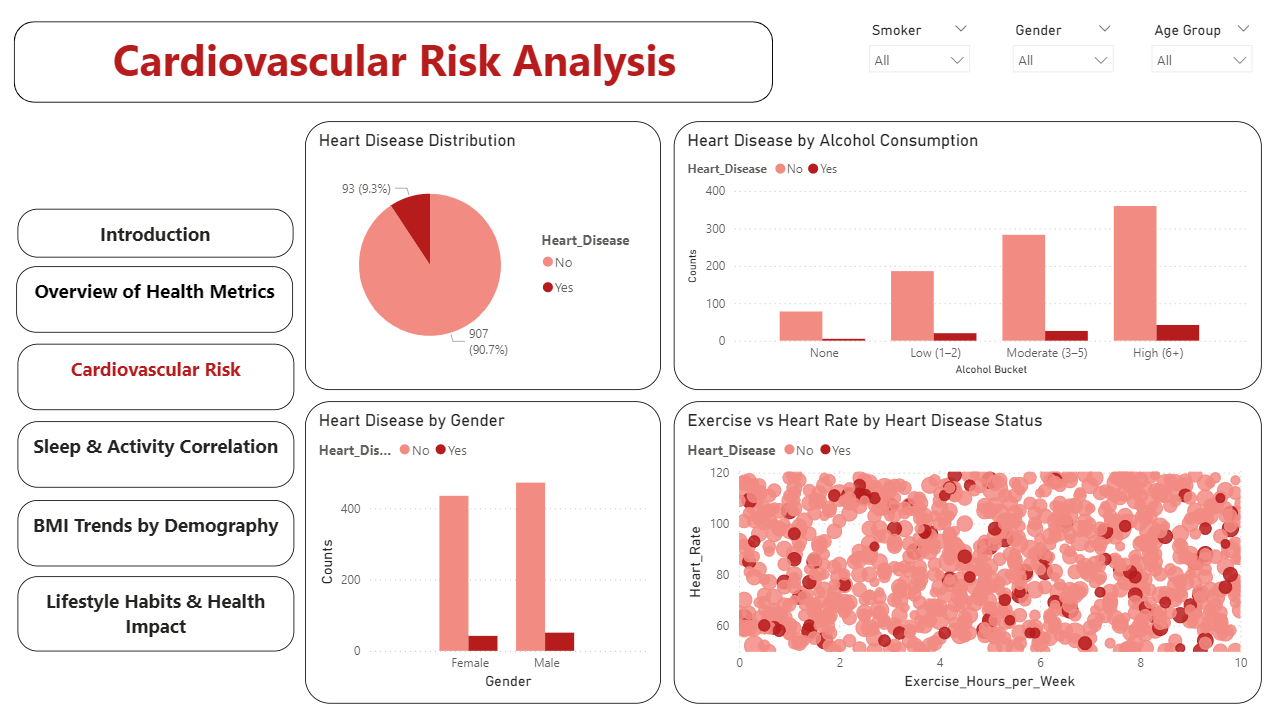 Cardiovascular Risk Analysis
Smoker
All
Gender
All
Age Group
All
Introduction
Overview of Health Metrics
Cardiovascular Risk
Sleep & Activity Correlation
BMI Trends by Demography
Lifestyle Habits & Health
Impact
Heart Disease Distribution
93 (9.3%)
907
(90.7%)
Heart_Disease
No
Yes
Heart Disease by Alcohol Consumption
Heart_Disease No Yes
Counts
400
300
200
100
0
None Low (1–2) Moderate (3–5) High (6+)
Alcohol Bucket
Heart Disease by Gender
Heart_Dis... No Yes
Counts
400
200
0
Female Male
Gender
Exercise vs Heart Rate by Heart Disease Status
Heart_Disease No Yes
Heart_Rate
120
100
80
60
0 2 4 6 8 10
Exercise_Hours_per_Week